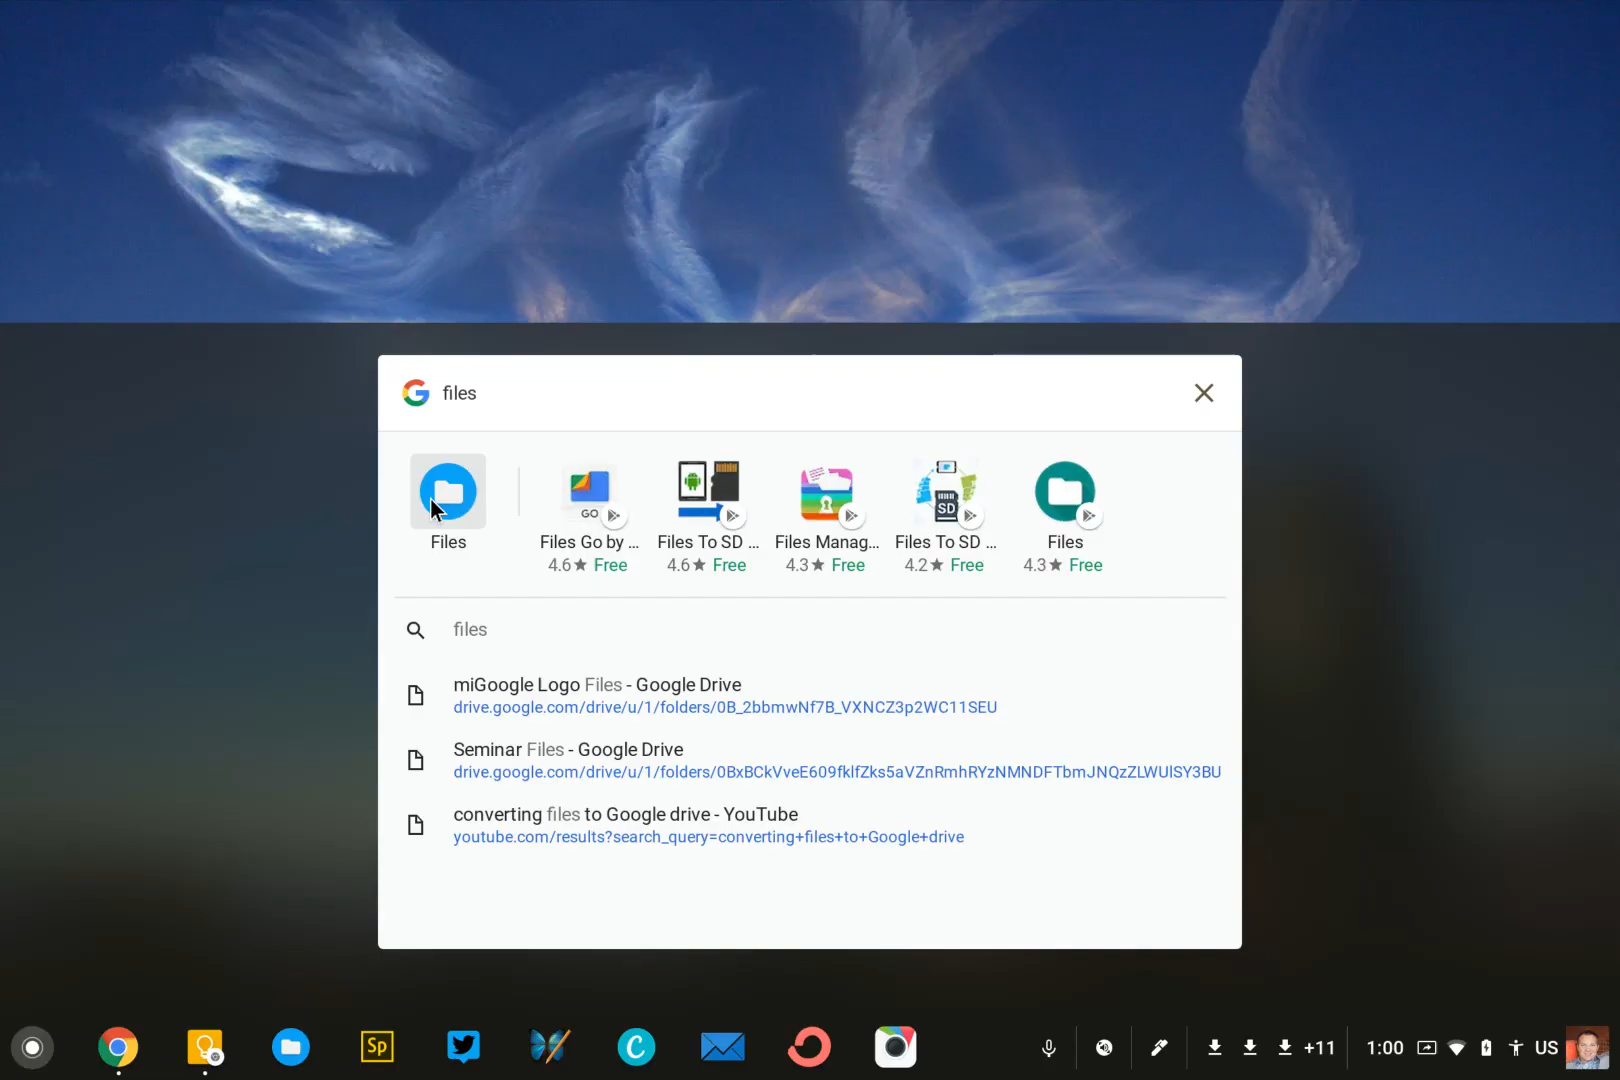 files
Files
GO
Files Go by ...
4.6★ Free
Files To SD ...
4.6★ Free
Files Manag...
4.3★ Free
SD
Files To SD ...
4.2★ Free
Files
4.3★ Free
files
miGoogle Logo Files - Google Drive
drive.google.com/drive/u/1/folders/0B_2bbmwNf7B_VXNCZ3p2WC11SEU
Seminar Files - Google Drive
drive.google.com/drive/u/1/folders/0BxBCkVveE609fklfZks5aVZnRmhRYzNMNDFTbmJNQzZLWUlSY3BU
converting files to Google drive - YouTube
youtube.com/results?search_query=converting+files+to+Google+drive
Sp
C
+11
1:00
US